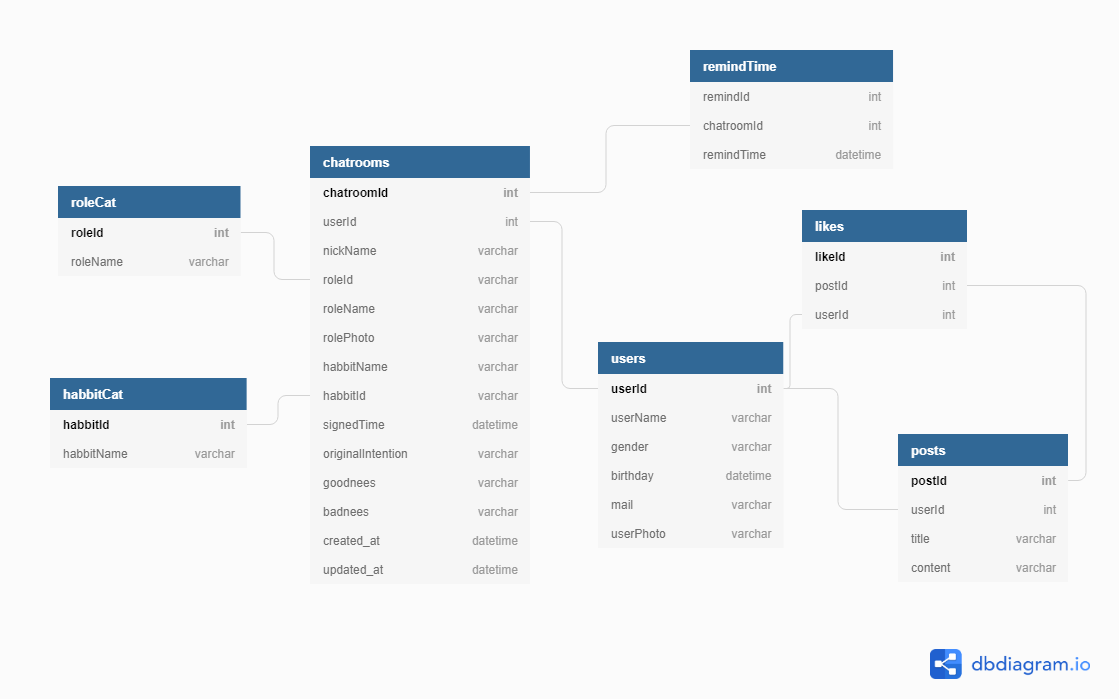 remindTime
remindId int
chatroomId int
remindTime datetime
chatrooms
chatroomId int
userId int
nickName varchar
roleId varchar
roleName varchar
rolePhoto varchar
habbitName varchar
habbitId varchar
signedTime datetime
originalIntention varchar
goodnees varchar
badnees varchar
created_at datetime
updated_at datetime
roleCat
roleId int
roleName varchar
habbitCat
habbitId int
habbitName varchar
likes
likeId int
postId int
userId int
users
userId int
userName varchar
gender varchar
birthday datetime
mail varchar
userPhoto varchar
posts
postId int
userId int
title varchar
content varchar
dbdiagram.io